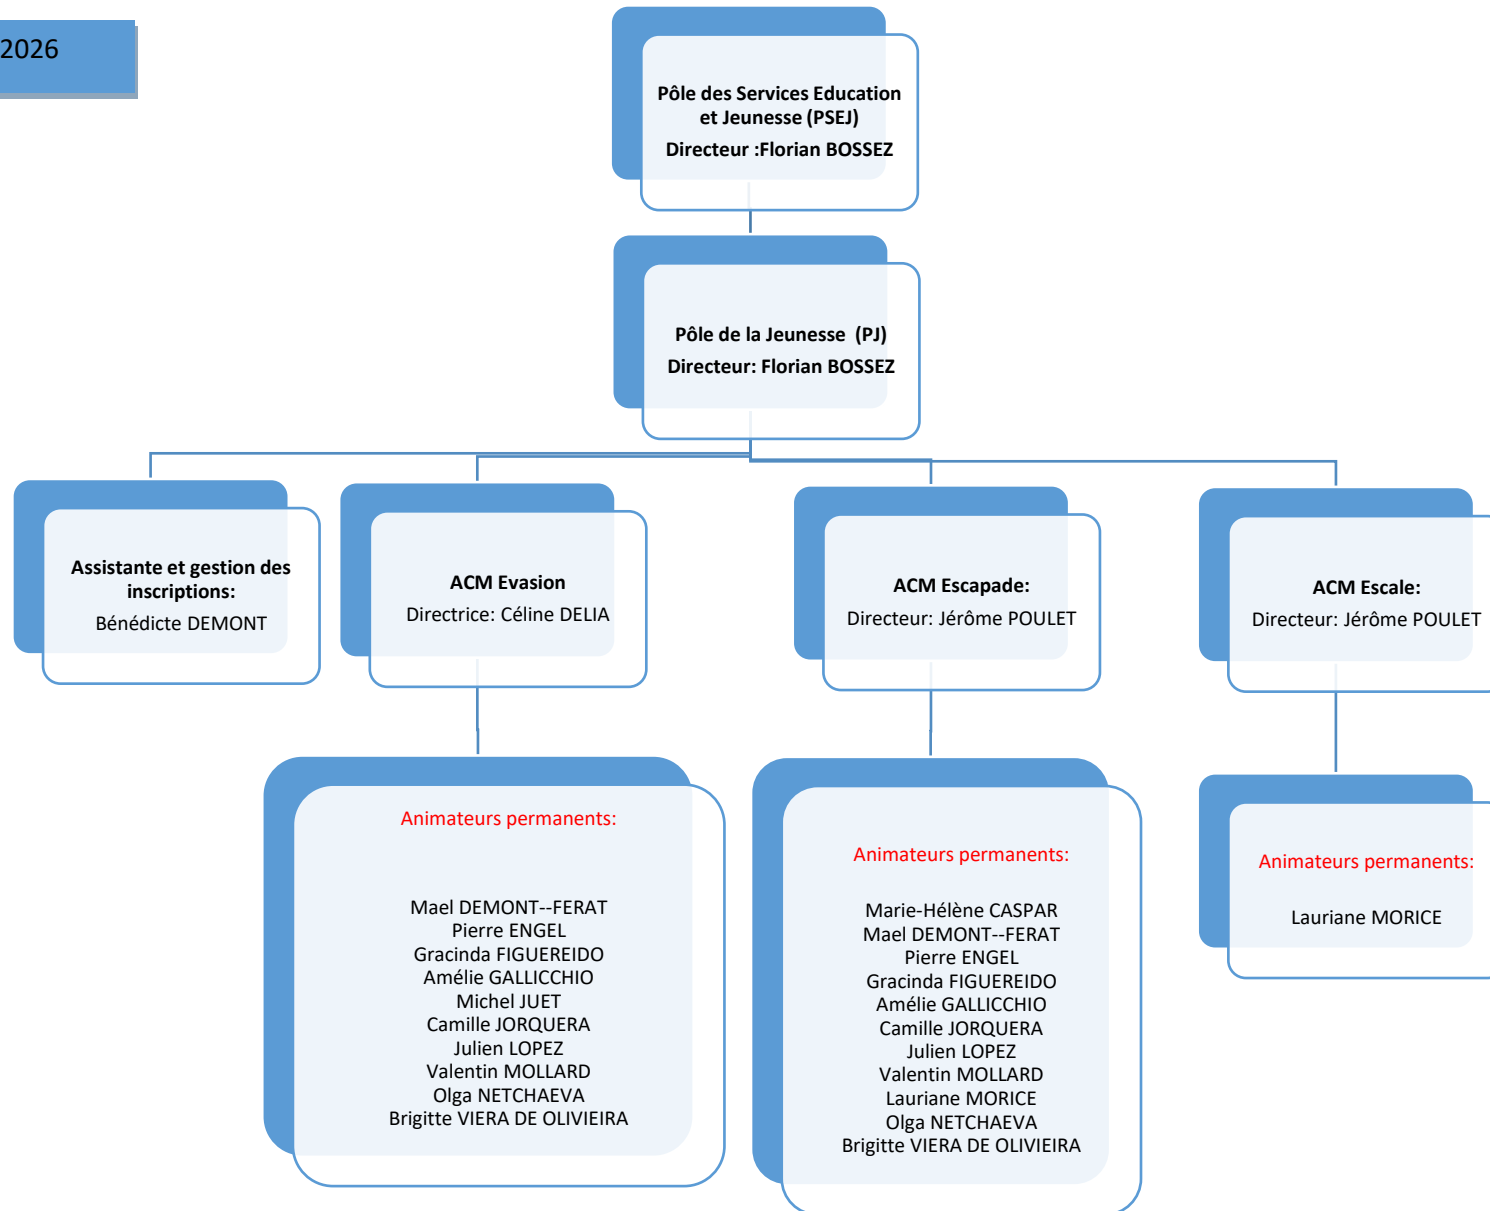 2026
Pôle des Services Education
et Jeunesse (PSEJ)
Directeur :Florian BOSSEZ
Pôle de la Jeunesse  (PJ)
Directeur: Florian BOSSEZ
Assistante et gestion des
inscriptions:
Bénédicte DEMONT
ACM Evasion
Directrice: Céline DELIA
ACM Escapade:
Directeur: Jérôme POULET
ACM Escale:
Directeur: Jérôme POULET
Animateurs permanents:
Mael DEMONT--FERAT
Pierre ENGEL
Gracinda FIGUEREIDO
Amélie GALLICCHIO
Michel JUET
Camille JORQUERA
Julien LOPEZ
Valentin MOLLARD
Olga NETCHAEVA
Brigitte VIERA DE OLIVIEIRA
Animateurs permanents:
Marie-Hélène CASPAR
Mael DEMONT--FERAT
Pierre ENGEL
Gracinda FIGUEREIDO
Amélie GALLICCHIO
Camille JORQUERA
Julien LOPEZ
Valentin MOLLARD
Lauriane MORICE
Olga NETCHAEVA
Brigitte VIERA DE OLIVIEIRA
Animateurs permanents:
Lauriane MORICE